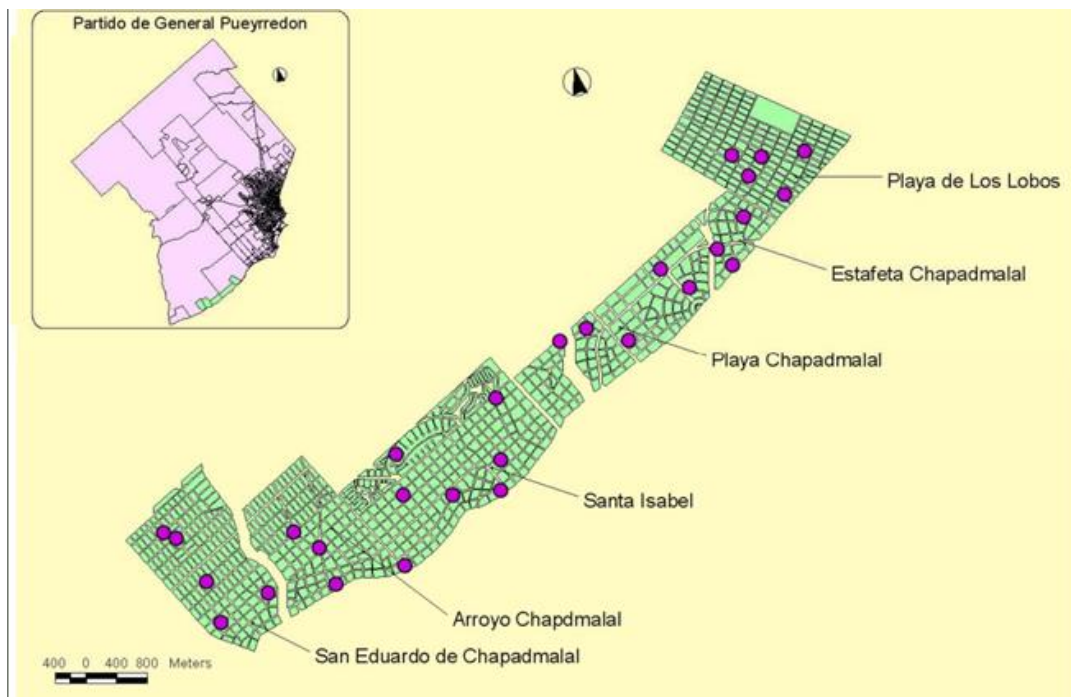 Partido de General Pueyrredon
Playa de Los Lobos
Estafeta Chapadmalal
Playa Chapadmalal
Santa Isabel
Arroyo Chapdmalal
San Eduardo de Chapadmalal
400 0 400 800 Meters